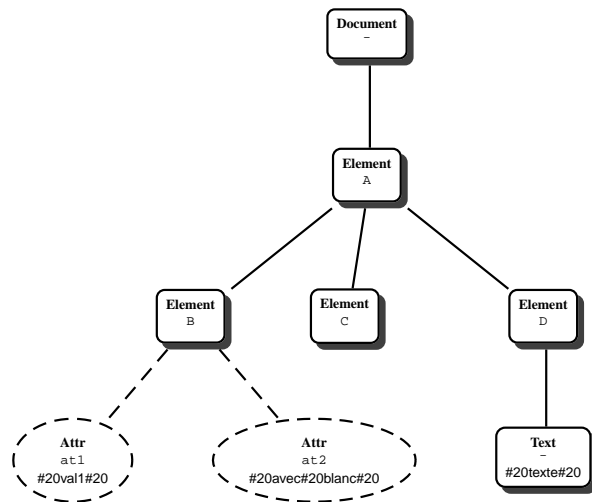 Document
-
Element
A
Element
B
Element
C
Element
D
Attr
at1
#20val1#20
Attr
at2
#20avec#20blanc#20
Text
-
#20texte#20